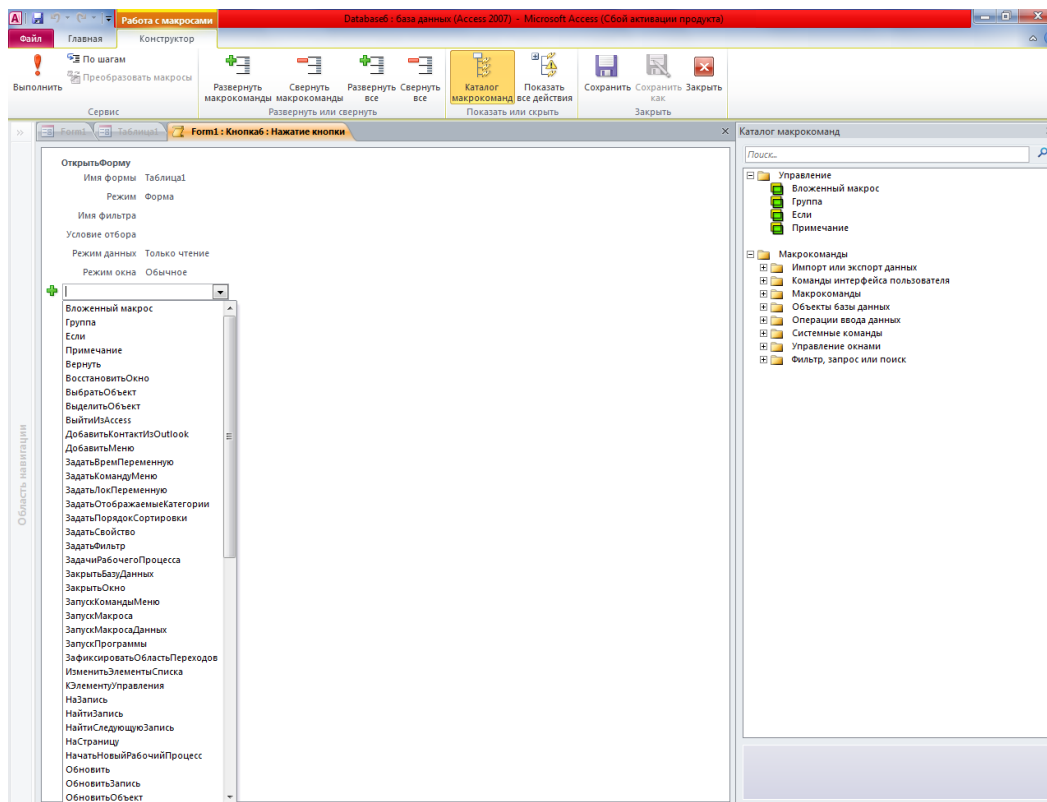 Работа с макросами
Database6 : база данных (Access 2007) - Microsoft Access (Сбой активации продукта)
Файл
Главная
Конструктор
Выполнить
По шагам
Преобразовать макросы
Сервис
Развернуть макрокоманды
Свернуть макрокоманды
Развернуть все
Свернуть все
Развернуть или свернуть
Каталог макрокоманд
Показать все действия
Показать или скрыть
Сохранить
Сохранить как
Закрыть
Закрыть
Form1
Таблица1
Form1 : Кнопка6 : Нажатие кнопки
Область навигации
ОткрытьФорму
Имя формы Таблица1
Режим Форма
Имя фильтра
Условие отбора
Режим данных Только чтение
Режим окна Обычное
Вложенный макрос
Группа
Если
Примечание
Вернуть
ВосстановитьОкно
ВыбратьОбъект
ВыделитьОбъект
ВыйтиИзAccess
ДобавитьКонтактИзOutlook
ДобавитьМеню
ЗадатьВремПеременную
ЗадатьКомандуМеню
ЗадатьЛокПеременную
ЗадатьОтображаемыеКатегории
ЗадатьПорядокСортировки
ЗадатьСвойство
ЗадатьФильтр
ЗадачиРабочегоПроцесса
ЗакрытьБазуДанных
ЗакрытьОкно
ЗапускКомандыМеню
ЗапускМакроса
ЗапускМакросаДанных
ЗапускПрограммы
ЗафиксироватьОбластьПереходов
ИзменитьЭлементыСписка
КЭлементуУправления
НаЗапись
НайтиЗапись
НайтиСледующуюЗапись
НаСтраницу
НачатьНовыйРабочийПроцесс
Обновить
ОбновитьЗапись
ОбновитьОбъект
Каталог макрокоманд
Поиск...
Управление
Вложенный макрос
Группа
Если
Примечание
Макрокоманды
Импорт или экспорт данных
Команды интерфейса пользователя
Макрокоманды
Объекты базы данных
Операции ввода данных
Системные команды
Управление окнами
Фильтр, запрос или поиск